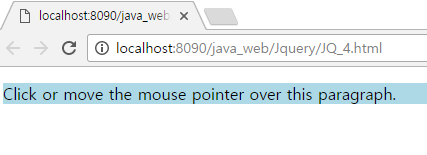 localhost:8090/java_web
localhost:8090/java_web/Jquery/JQ_4.html
Click or move the mouse pointer over this paragraph.